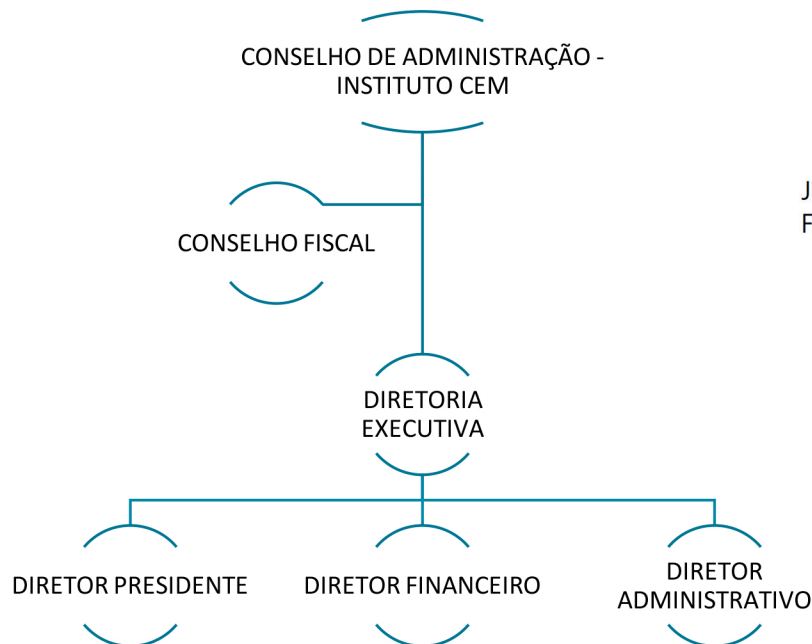 CONSELHO DE ADMINISTRAÇÃO -
INSTITUTO CEM
J
F
CONSELHO FISCAL
DIRETORIA
EXECUTIVA
DIRETOR PRESIDENTE
DIRETOR FINANCEIRO
DIRETOR
ADMINISTRATIVO